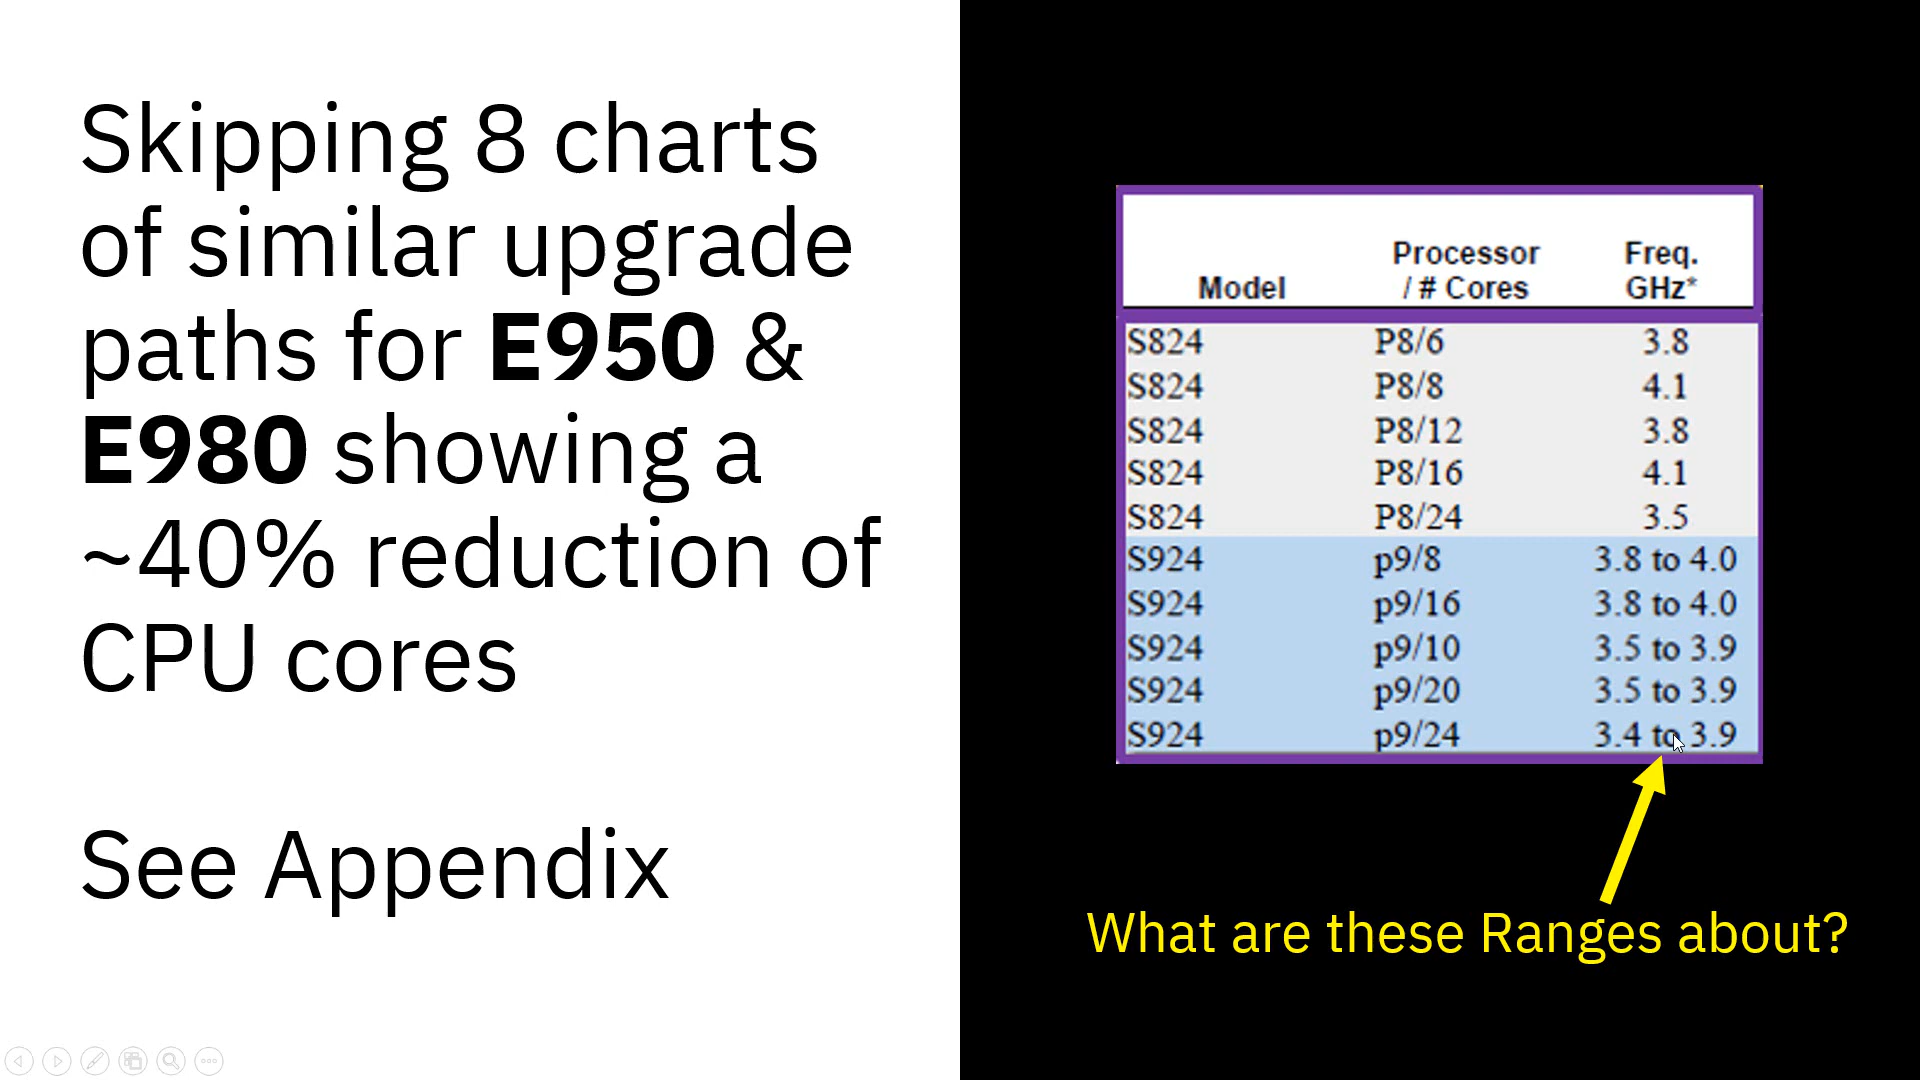 Skipping 8 charts
of similar upgrade
paths for E950 &
E980 showing a
~40% reduction of
CPU cores
See Appendix
Model Processor / # Cores Freq. GHz*
S824 P8/6 3.8
S824 P8/8 4.1
S824 P8/12 3.8
S824 P8/16 4.1
S824 P8/24 3.5
S924 p9/8 3.8 to 4.0
S924 p9/16 3.8 to 4.0
S924 p9/10 3.5 to 3.9
S924 p9/20 3.5 to 3.9
S924 p9/24 3.4 to 3.9
What are these Ranges about?